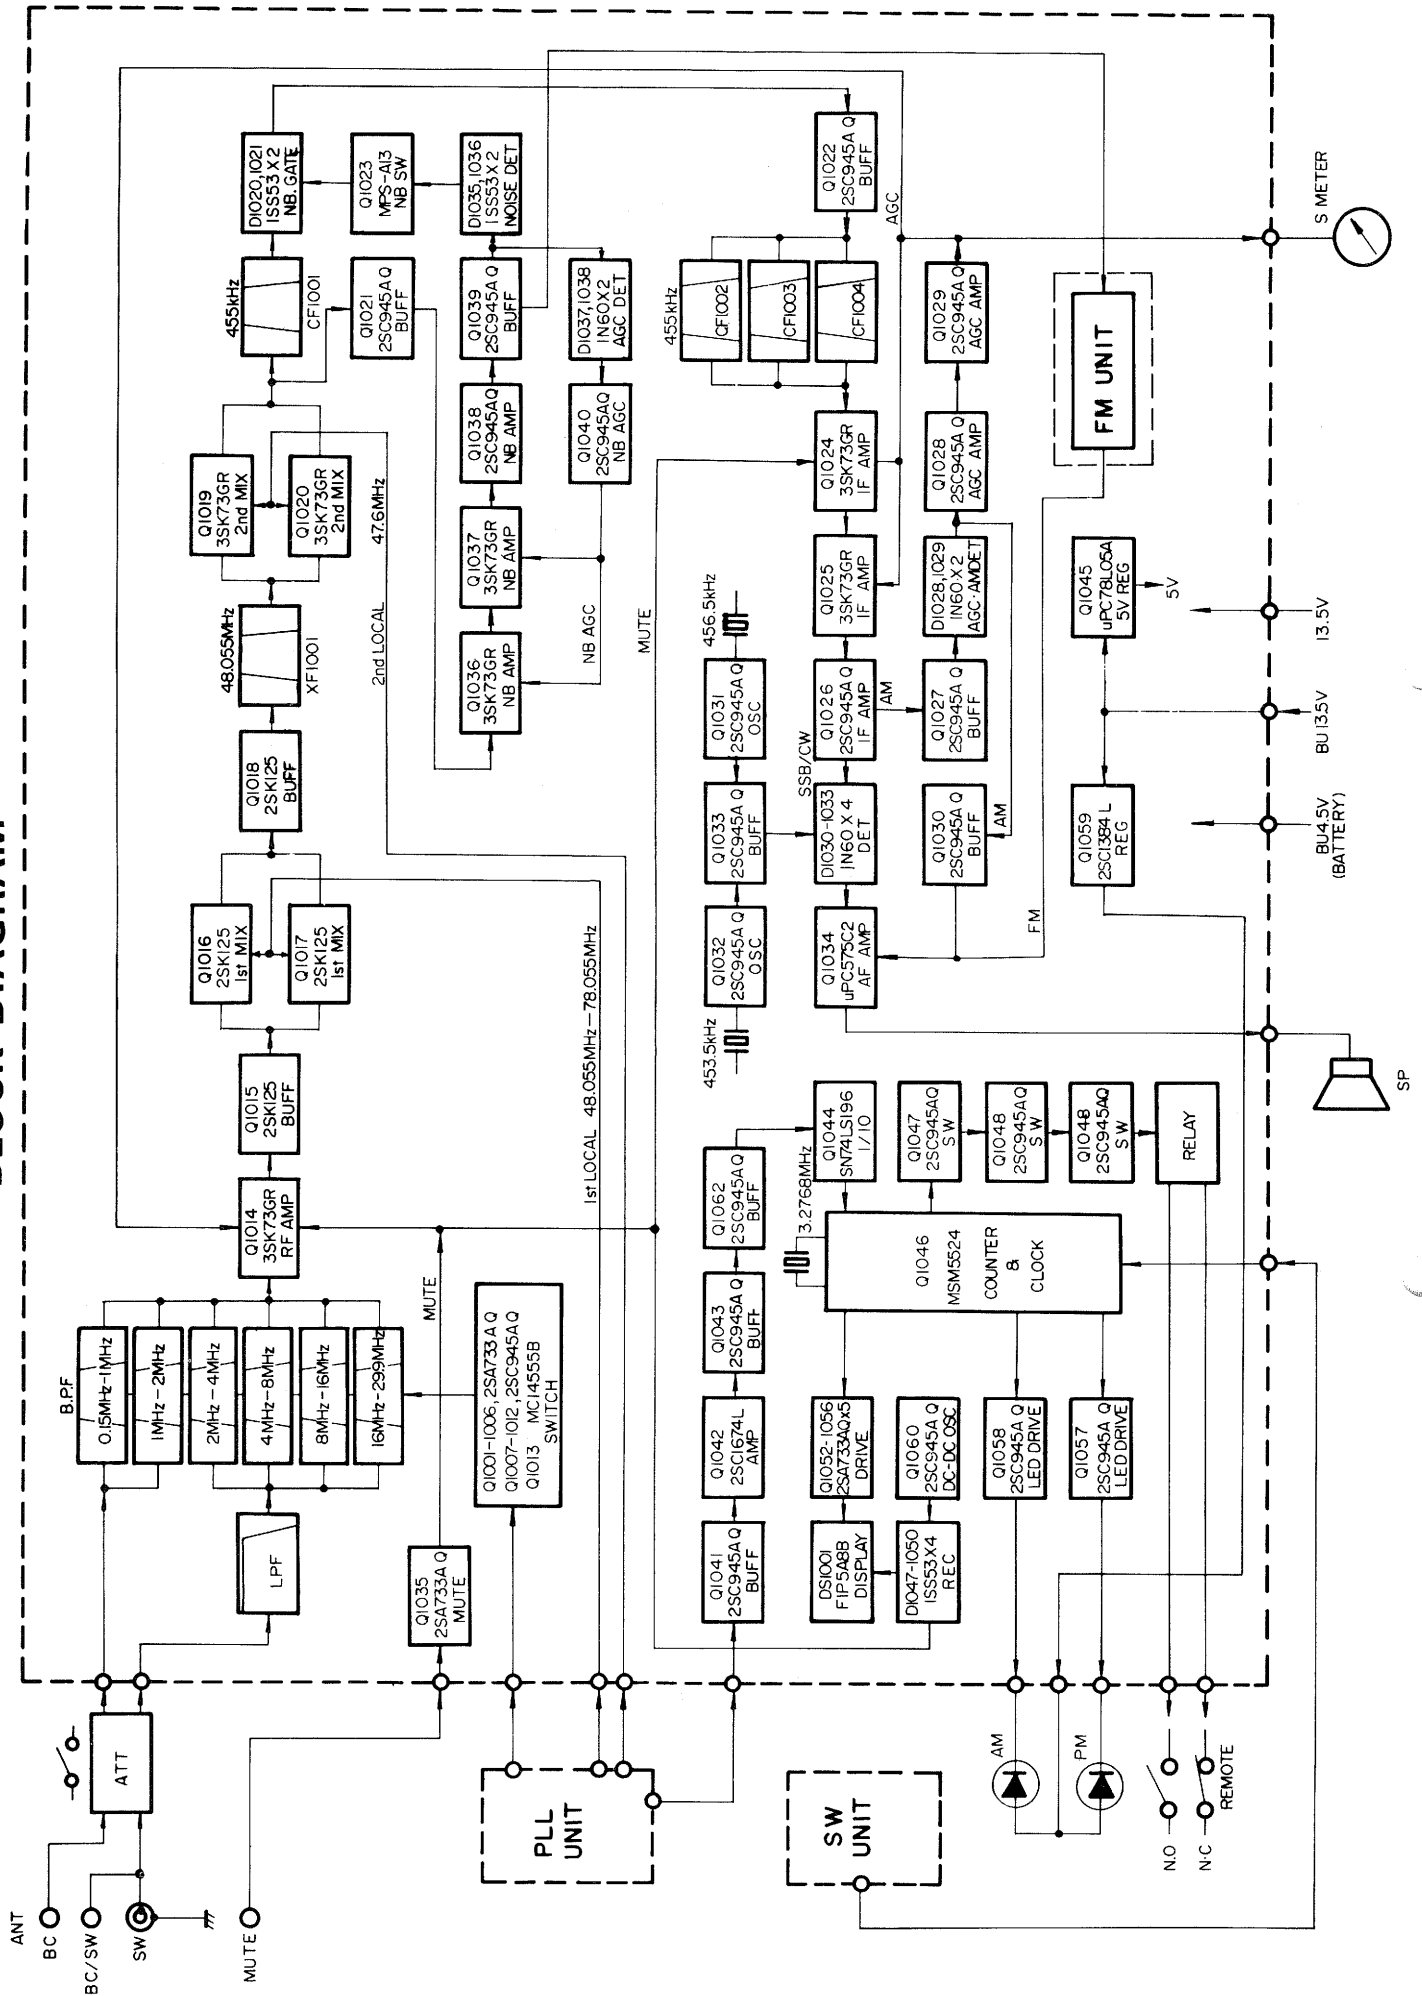 BLOCK DIAGRAM
ANT
BC
BC/SW
SW
MUTE
ATT
LPF
B.P.F
0.15MHz-1MHz
1MHz-2MHz
2MHz-4MHz
4MHz-8MHz
8MHz-16MHz
16MHz-29.9MHz
Q1014
3SK73GR
RF AMP
Q1015
2SK125
BUFF
Q1016
2SK125
1st MIX
Q1017
2SK125
1st MIX
Q1018
2SK125
BUFF
48.055MHz
XF1001
Q1019
3SK73GR
2nd MIX
Q1020
3SK73GR
2nd MIX
455kHz
CF1001
D1020,1021
1SS53 X 2
NB. GATE
Q1021
2SC945A Q
BUFF
Q1023
MPS-A13
NB SW
2nd LOCAL 47.6MHz
Q1036
3SK73GR
NB AMP
Q1037
3SK73GR
NB AMP
Q1038
2SC945AQ
NB AMP
Q1039
2SC945A Q
BUFF
D1035,1036
1SS53 X 2
NOISE DET
D1037,1038
1N60X2
AGC DET
Q1040
2SC945AQ
NB AGC
NB AGC
MUTE
Q1035
2SA733A Q
MUTE
Q1001-1006,2SA733A Q
Q1007-1012,2SC945A Q
Q1013 MC14555B
SWITCH
1st LOCAL 48.055MHz-78.055MHz
MUTE
PLL
UNIT
453.5kHz
Q1032
2SC945A Q
OSC
Q1033
2SC945A Q
BUFF
Q1031
2SC945A Q
OSC
456.5kHz
455kHz
CF1002
CF1003
CF1004
Q1022
2SC945A Q
BUFF
AGC
Q1024
3SK73GR
IF AMP
Q1025
3SK73GR
IF AMP
Q1026
2SC945A Q
IF AMP
SSB/CW
AM
D1030-1033
1N60 X 4
DET
Q1034
uPC575C2
AF AMP
Q1027
2SC945A Q
BUFF
D1028,1029
1N60·X 2
AGC·AMDET
Q1028
2SC945A Q
AGC AMP
Q1029
2SC945A Q
AGC AMP
Q1030
2SC945A Q
BUFF
AM
FM
FM UNIT
S METER
Q1041
2SC945A Q
BUFF
Q1042
2SC1674L
AMP
Q1043
2SC945A Q
BUFF
Q1062
2SC945A Q
BUFF
Q1044
SN74LS196
1/10
3.2768MHz
Q1046
MSM5524
COUNTER
&
CLOCK
Q1047
2SC945AQ
SW
Q1048
2SC945A Q
SW
Q1048
2SC945AQ
SW
RELAY
DS1001
FIP5A8B
DISPLAY
Q1052-1056
2SA733AQx5
DRIVE
D1047-1050
1SS53X4
REC
Q1060
2SC945A Q
DC-DC OSC
Q1058
2SC945A Q
LED DRIVE
Q1057
2SC945A Q
LED DRIVE
SW
UNIT
AM
PM
N.O
N·C
REMOTE
Q1059
2SC1384 L
REG
Q1045
uPC78L05A
5V REG
5V
SP
BU4.5V
(BATTERY)
BU 13.5V
13.5V